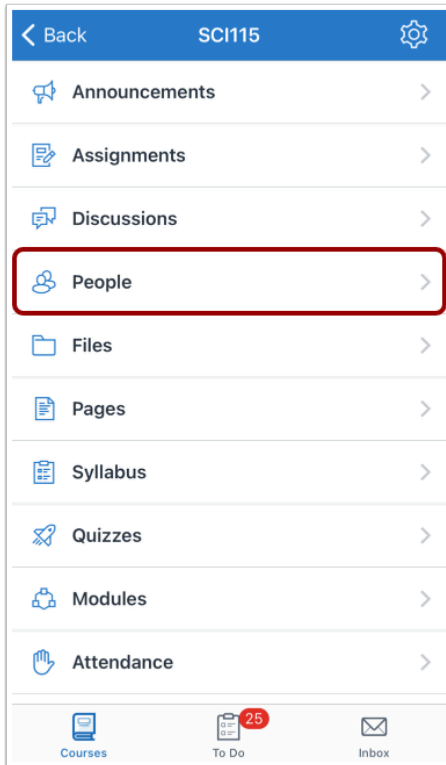 Back SCI115
Announcements
Assignments
Discussions
People
Files
Pages
Syllabus
Quizzes
Modules
Attendance
25
Courses To Do Inbox